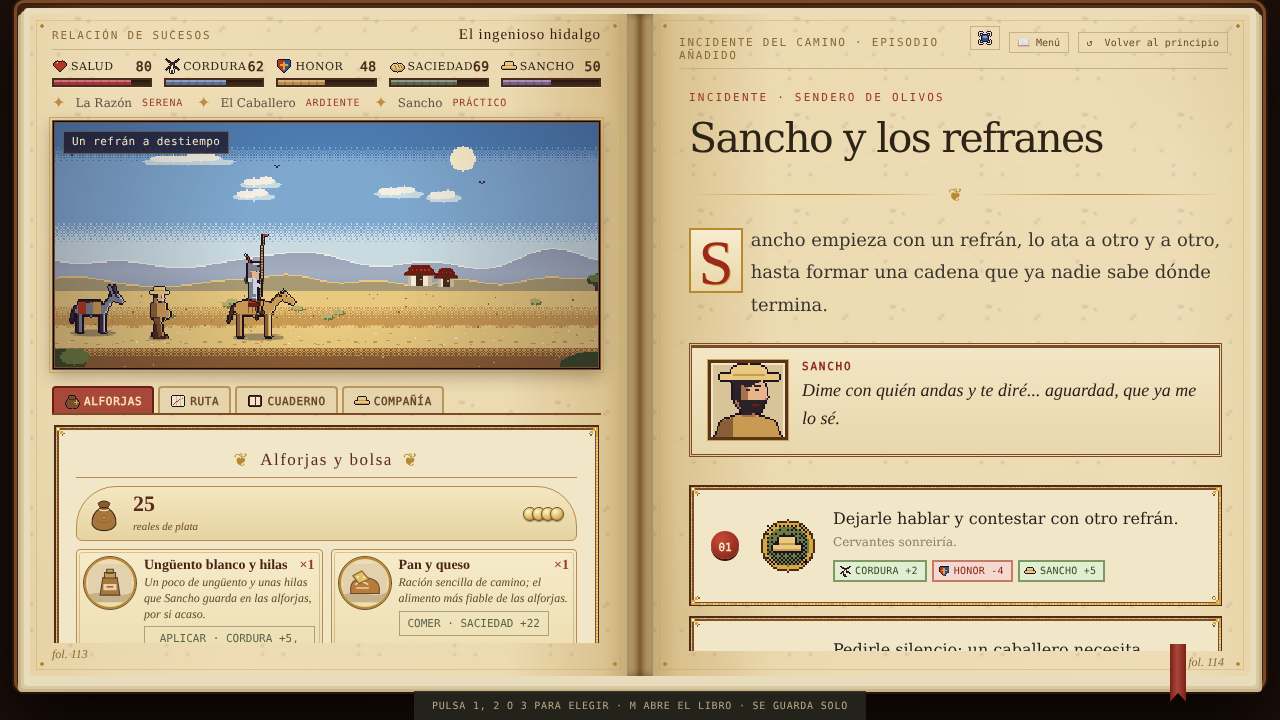 RELACIÓN DE SUCESOS
El ingenioso hidalgo
SALUD 80
CORDURA 62
HONOR 48
SACIEDAD 69
SANCHO 50
La Razón SERENA
El Caballero ARDIENTE
Sancho PRÁCTICO
Un refrán a destiempo
ALFORJAS
RUTA
CUADERNO
COMPAÑÍA
Alforjas y bolsa
25
reales de plata
Ungüento blanco y hilas ×1
Un poco de ungüento y unas hilas
que Sancho guarda en las alforjas,
por si acaso.
APLICAR · CORDURA +5,
Pan y queso ×1
Ración sencilla de camino; el
alimento más fiable de las alforjas.
COMER · SACIEDAD +22
fol. 113
INCIDENTE DEL CAMINO · EPISODIO
AÑADIDO
Menú
↺ Volver al principio
INCIDENTE · SENDERO DE OLIVOS
Sancho y los refranes
Sancho empieza con un refrán, lo ata a otro y a otro,
hasta formar una cadena que ya nadie sabe dónde
termina.
SANCHO
Dime con quién andas y te diré... aguardad, que ya me
lo sé.
01
Dejarle hablar y contestar con otro refrán.
Cervantes sonreiría.
CORDURA +2
HONOR -4
SANCHO +5
Pedirle silencio: un caballero necesita
fol. 114
PULSA 1, 2 O 3 PARA ELEGIR · M ABRE EL LIBRO · SE GUARDA SOLO